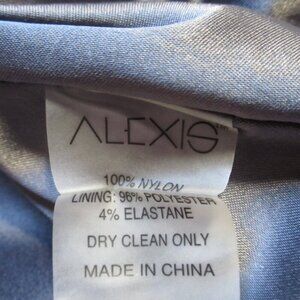 ALEXIS
100% NYLON
LINING: 96% POLYESTER
4% ELASTANE
DRY CLEAN ONLY
MADE IN CHINA